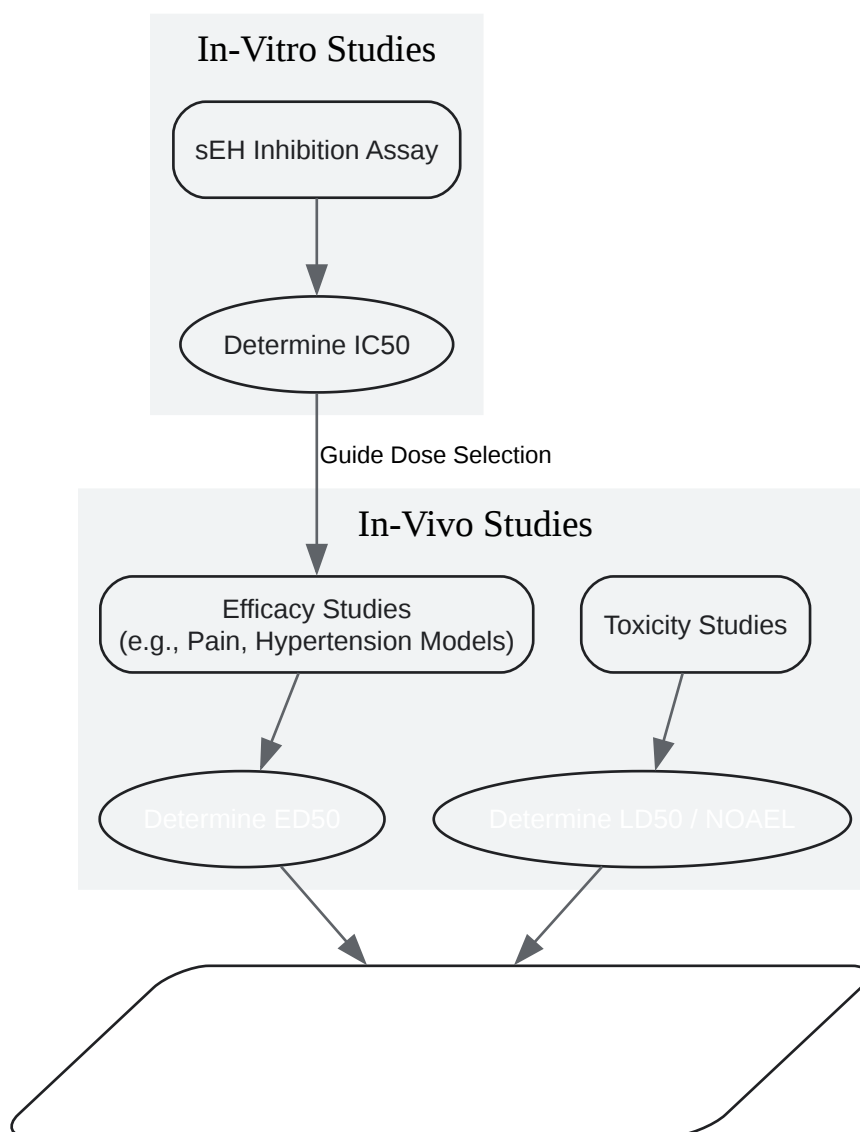 In-Vitro Studies
sEH Inhibition Assay
Determine IC50
Guide Dose Selection
In-Vivo Studies
Efficacy Studies
(e.g., Pain, Hypertension Models)
Toxicity Studies
Determine ED50
Determine LD50 / NOAEL